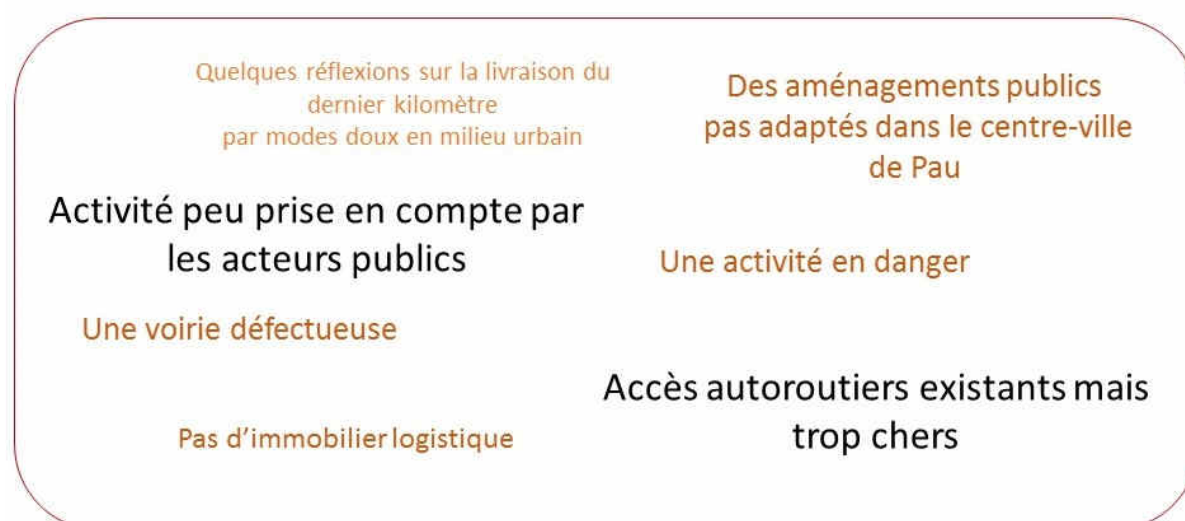 Quelques réflexions sur la livraison du
dernier kilomètre
par modes doux en milieu urbain
Des aménagements publics
pas adaptés dans le centre-ville
de Pau
Activité peu prise en compte par
les acteurs publics
Une activité en danger
Une voirie défectueuse
Accès autoroutiers existants mais
trop chers
Pas d'immobilier logistique